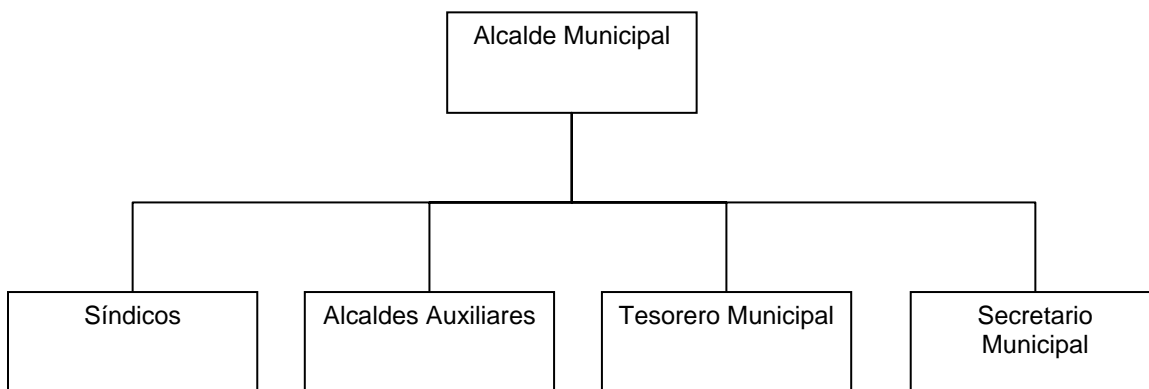 Alcalde Municipal
Síndicos
Alcaldes Auxiliares
Tesorero Municipal
Secretario
Municipal